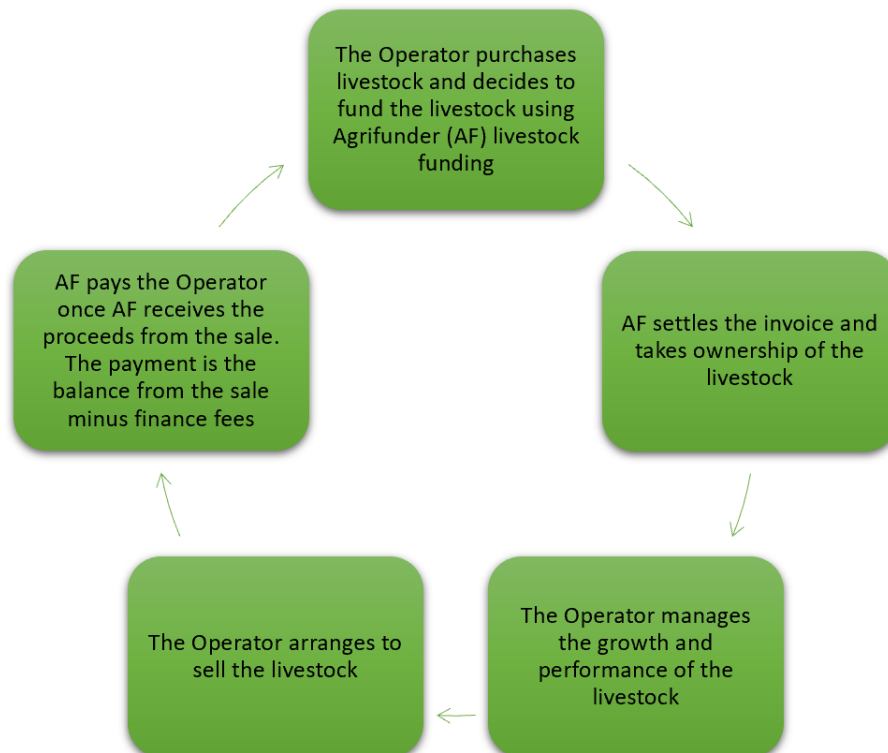 The Operator purchases
livestock and decides to
fund the livestock using
Agrifunder (AF) livestock
funding
AF settles the invoice and
takes ownership of the
livestock
The Operator manages
the growth and
performance of the
livestock
The Operator arranges to
sell the livestock
AF pays the Operator
once AF receives the
proceeds from the sale.
The payment is the
balance from the sale
minus finance fees